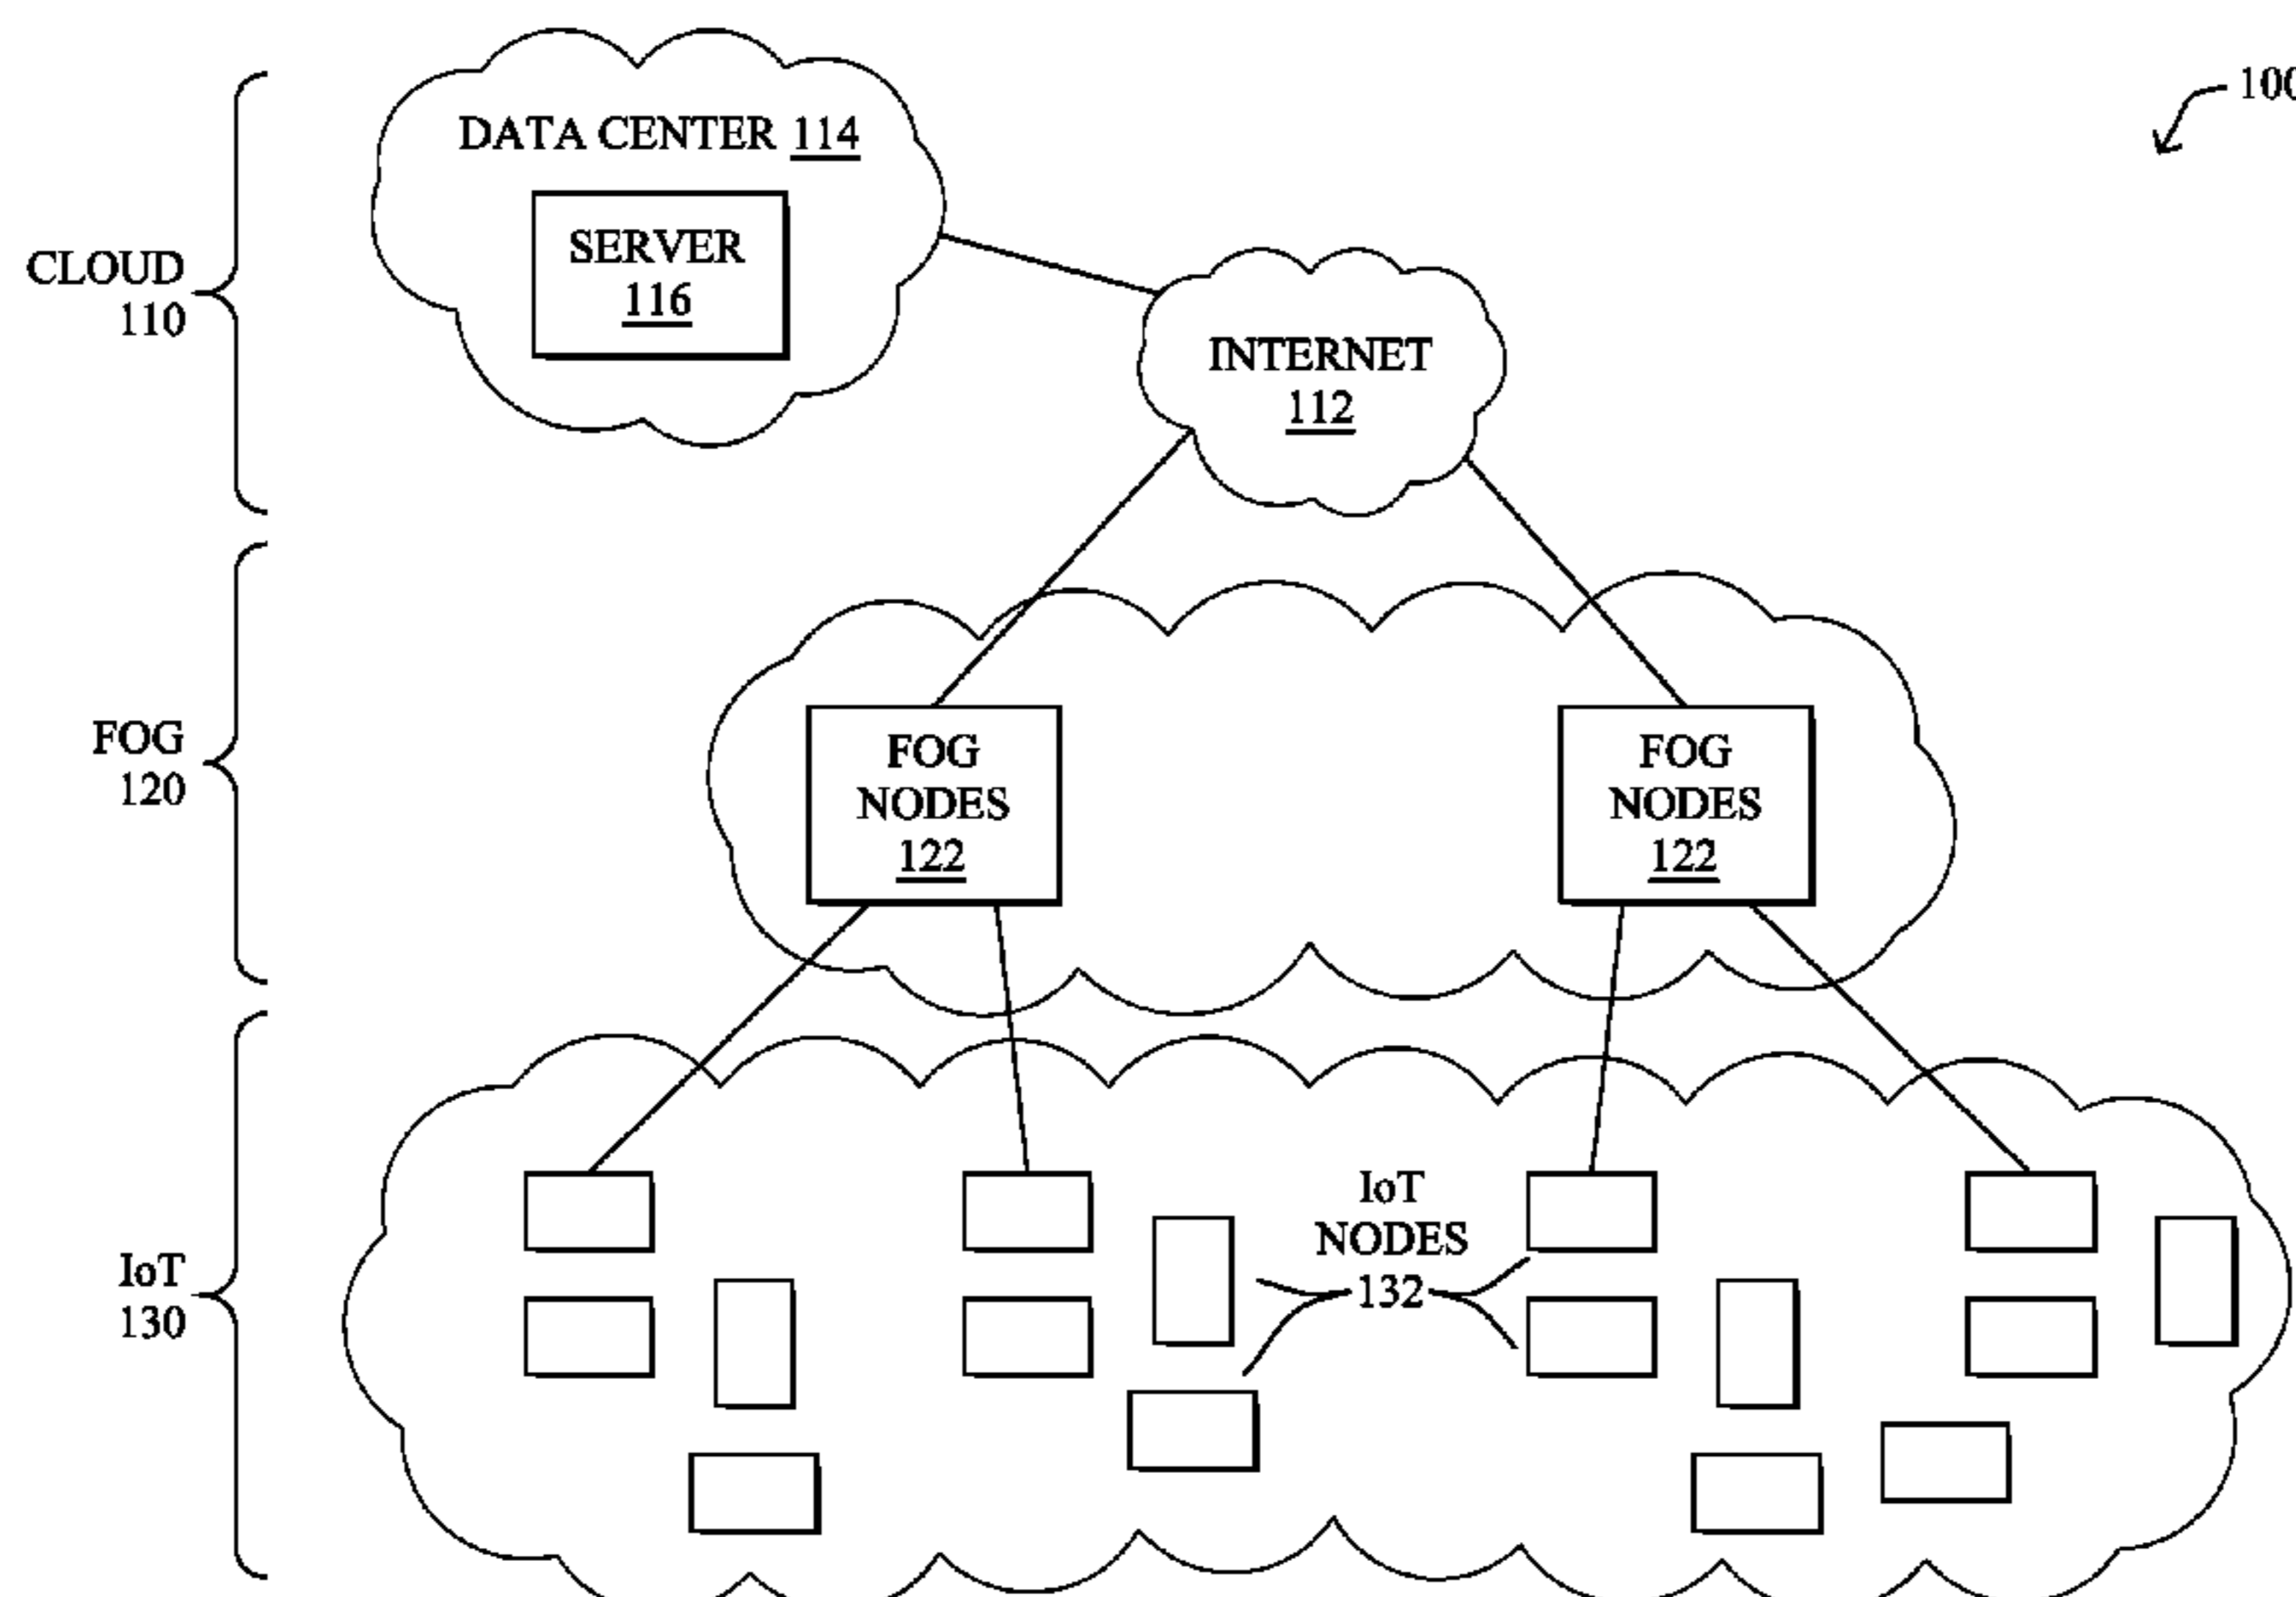 100
DATA CENTER 114
SERVER
116
CLOUD
110
INTERNET
112
FOG
120
FOG
NODES
122
FOG
NODES
122
IoT
130
IoT
NODES
132